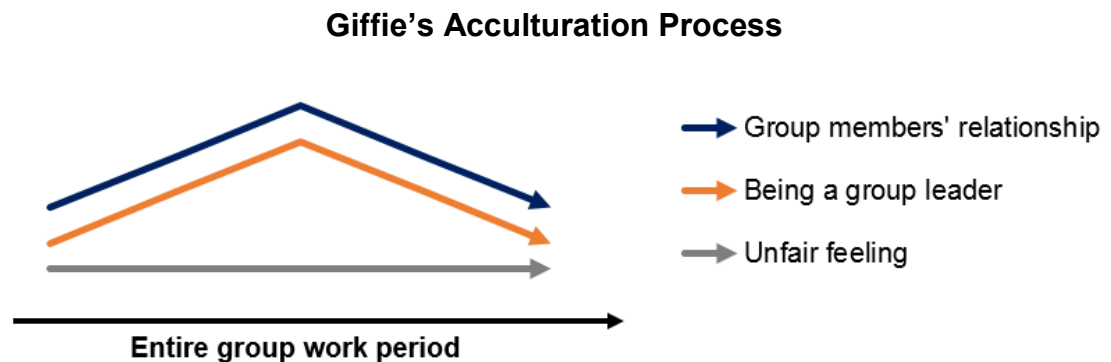 Giffie’s Acculturation Process
Group members' relationship
Being a group leader
Unfair feeling
Entire group work period